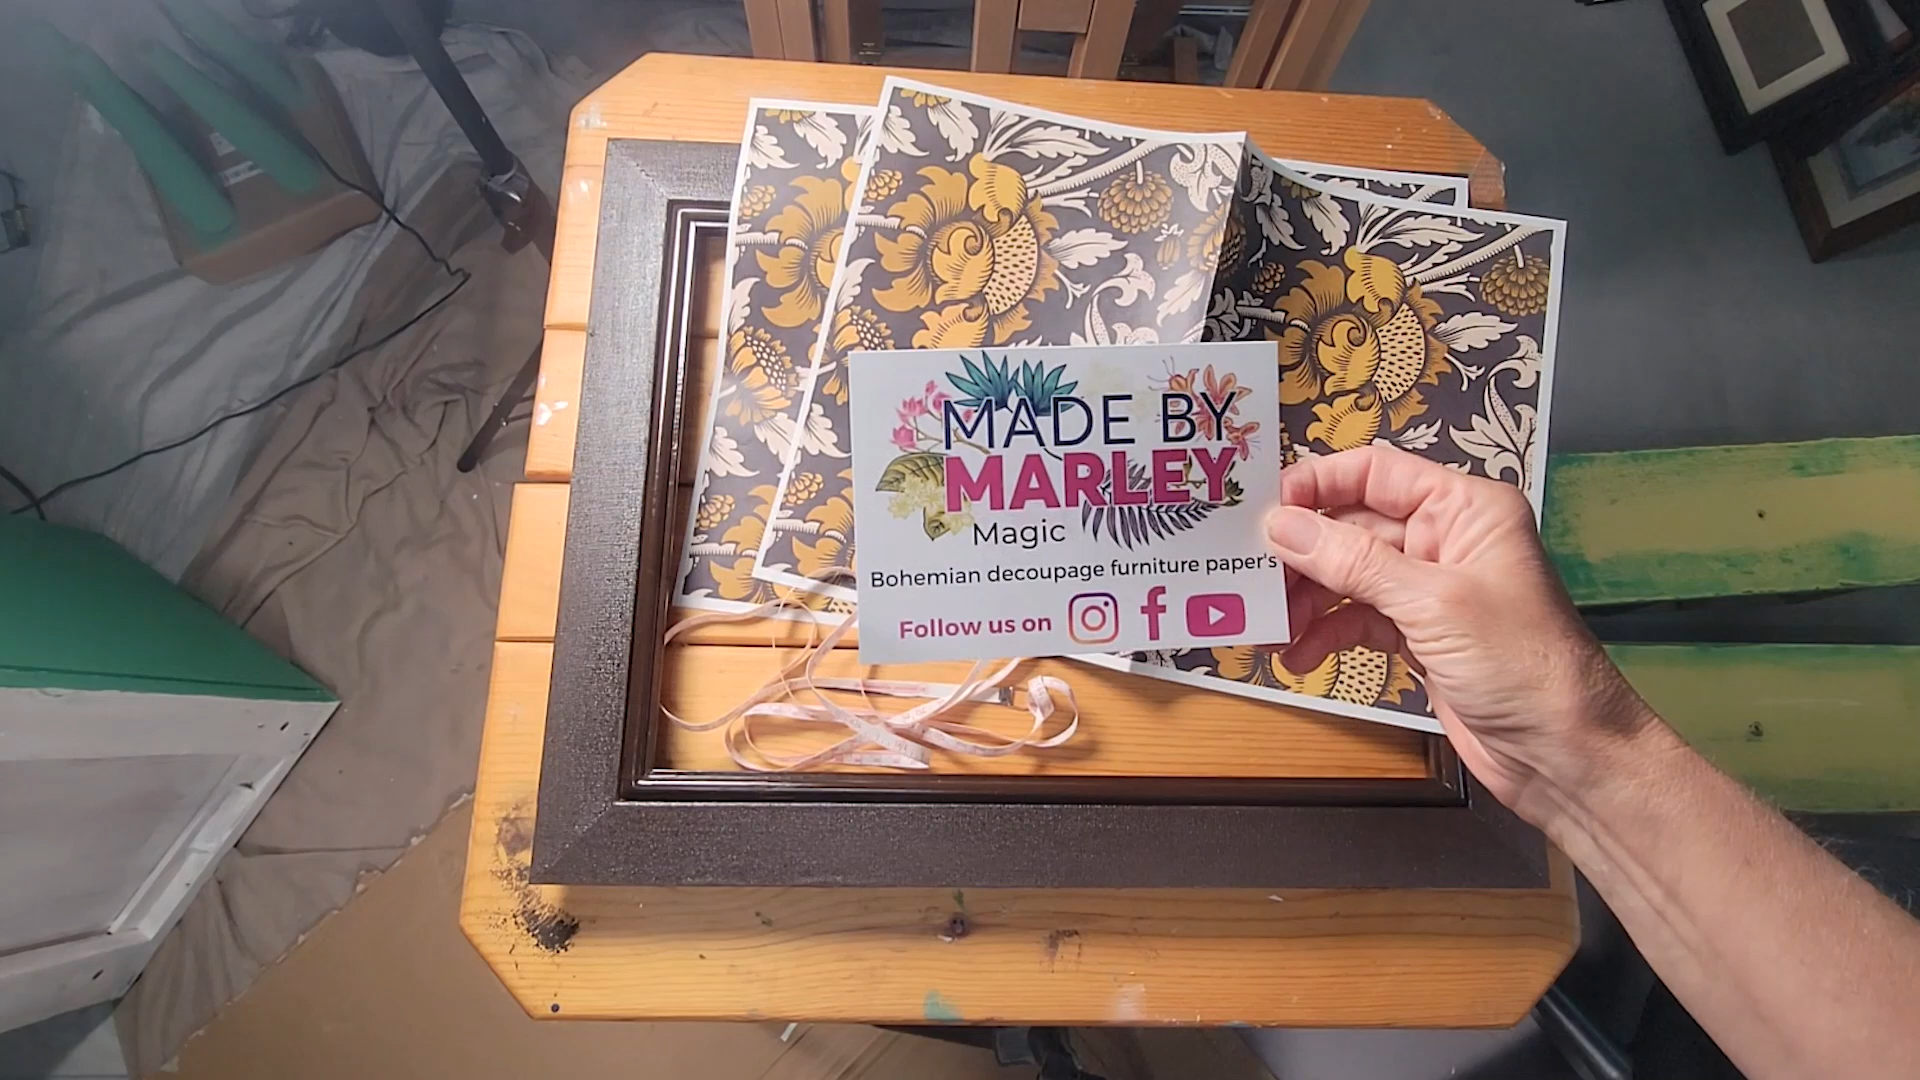 MADE BY
MARLEY
Magic
Bohemian decoupage furniture paper's
Follow us on